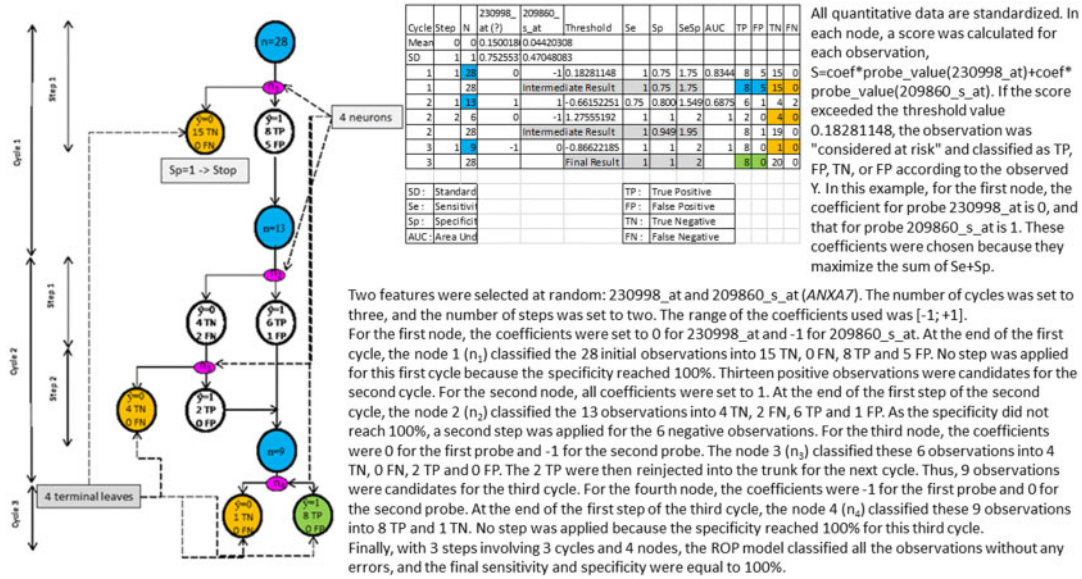 Cycle 1
Step 1
n=28
n₁
ŷ=0
15 TN
0 FN
ŷ=1
8 TP
5 FP
Sp=1 -> Stop
4 neurons
n=13
Cycle 2
Step 1
ŷ=0
4 TN
2 FN
ŷ=1
6 TP
1 FP
Step 2
ŷ=0
4 TN
0 FN
ŷ=1
2 TP
0 FP
n=9
n₄
Cycle 3
4 terminal leaves
ŷ=0
1 TN
0 FN
ŷ=1
8 TP
0 FP
230998_ 209860_
Cycle Step N at (?) s_at Threshold Se Sp SeSp AUC TP FP TN FN
Mean 0 0 0.150018 0.04420308
SD 1 1 0.752553 0.47048083
1 1 28 0 -1 0.18281148 1 0.75 1.75 0.8344 8 5 15 0
1 28 Intermediate Result 1 0.75 1.75 8 5 15 0
2 1 13 1 1 -0.66152251 0.75 0.800 1.549 0.6875 6 1 4 2
2 2 6 0 -1 1.27555192 1 1 2 1 2 0 4 0
2 28 Intermediate Result 1 0.949 1.95 8 1 19 0
3 1 9 -1 0 -0.86622185 1 1 2 1 8 0 1 0
3 28 Final Result 1 1 2 8 0 20 0
SD : Standard
Se : Sensitivi
Sp : Specificit
AUC : Area Und
TP : True Positive
FP : False Positive
TN : True Negative
FN : False Negative
All quantitative data are standardized. In
each node, a score was calculated for
each observation,
S=coef*probe_value(230998_at)+coef*
probe_value(209860_s_at). If the score
exceeded the threshold value
0.18281148, the observation was
"considered at risk" and classified as TP,
FP, TN, or FP according to the observed
Y. In this example, for the first node, the
coefficient for probe 230998_at is 0, and
that for probe 209860_s_at is 1. These
coefficients were chosen because they
maximize the sum of Se+Sp.
Two features were selected at random: 230998_at and 209860_s_at (ANXA7). The number of cycles was set to
three, and the number of steps was set to two. The range of the coefficients used was [-1; +1].
For the first node, the coefficients were set to 0 for 230998_at and -1 for 209860_s_at. At the end of the first
cycle, the node 1 (n₁) classified the 28 initial observations into 15 TN, 0 FN, 8 TP and 5 FP. No step was applied
for this first cycle because the specificity reached 100%. Thirteen positive observations were candidates for the
second cycle. For the second node, all coefficients were set to 1. At the end of the first step of the second
cycle, the node 2 (n₂) classified the 13 observations into 4 TN, 2 FN, 6 TP and 1 FP. As the specificity did not
reach 100%, a second step was applied for the 6 negative observations. For the third node, the coefficients
were 0 for the first probe and -1 for the second probe. The node 3 (n₃) classified these 6 observations into 4
TN, 0 FN, 2 TP and 0 FP. The 2 TP were then reinjected into the trunk for the next cycle. Thus, 9 observations
were candidates for the third cycle. For the fourth node, the coefficients were -1 for the first probe and 0 for
the second probe. At the end of the first step of the third cycle, the node 4 (n₄) classified these 9 observations
into 8 TP and 1 TN. No step was applied because the specificity reached 100% for this third cycle.
Finally, with 3 steps involving 3 cycles and 4 nodes, the ROP model classified all the observations without any
errors, and the final sensitivity and specificity were equal to 100%.